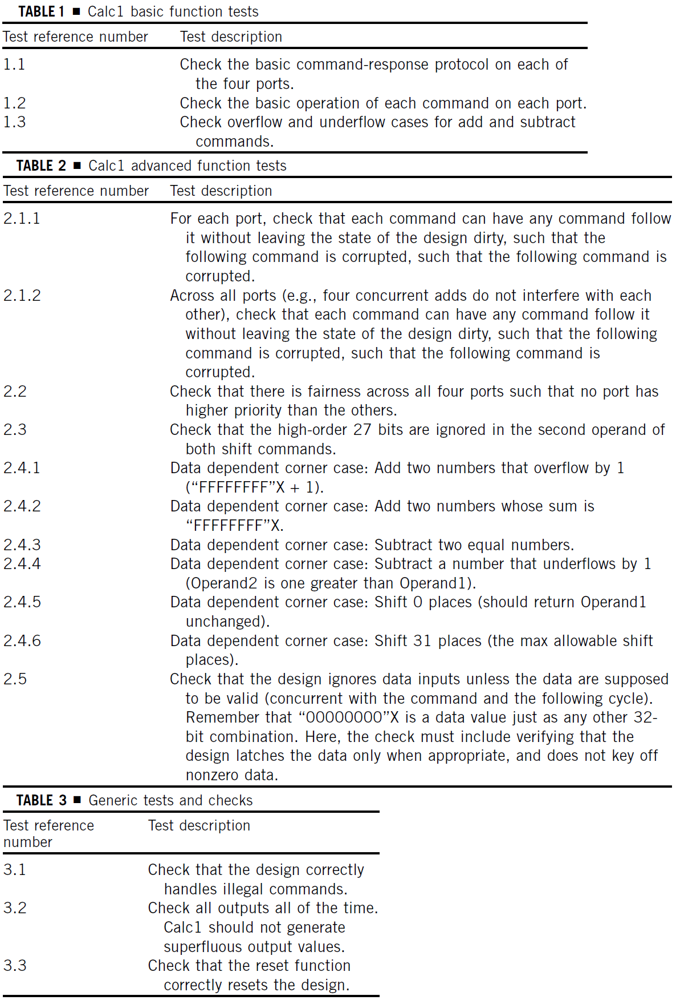 TABLE 1 ■ Calc1 basic function tests
Test reference number Test description
1.1 Check the basic command-response protocol on each of
the four ports.
1.2 Check the basic operation of each command on each port.
1.3 Check overflow and underflow cases for add and subtract
commands.
TABLE 2 ■ Calc1 advanced function tests
Test reference number Test description
2.1.1 For each port, check that each command can have any command follow
it without leaving the state of the design dirty, such that the
following command is corrupted, such that the following command is
corrupted.
2.1.2 Across all ports (e.g., four concurrent adds do not interfere with each
other), check that each command can have any command follow it
without leaving the state of the design dirty, such that the following
command is corrupted, such that the following command is
corrupted.
2.2 Check that there is fairness across all four ports such that no port has
higher priority than the others.
2.3 Check that the high-order 27 bits are ignored in the second operand of
both shift commands.
2.4.1 Data dependent corner case: Add two numbers that overflow by 1
(“FFFFFFFF”X + 1).
2.4.2 Data dependent corner case: Add two numbers whose sum is
“FFFFFFFF”X.
2.4.3 Data dependent corner case: Subtract two equal numbers.
2.4.4 Data dependent corner case: Subtract a number that underflows by 1
(Operand2 is one greater than Operand1).
2.4.5 Data dependent corner case: Shift 0 places (should return Operand1
unchanged).
2.4.6 Data dependent corner case: Shift 31 places (the max allowable shift
places).
2.5 Check that the design ignores data inputs unless the data are supposed
to be valid (concurrent with the command and the following cycle).
Remember that “00000000”X is a data value just as any other 32-
bit combination. Here, the check must include verifying that the
design latches the data only when appropriate, and does not key off
nonzero data.
TABLE 3 ■ Generic tests and checks
Test reference Test description
number
3.1 Check that the design correctly
handles illegal commands.
3.2 Check all outputs all of the time.
Calc1 should not generate
superfluous output values.
3.3 Check that the reset function
correctly resets the design.